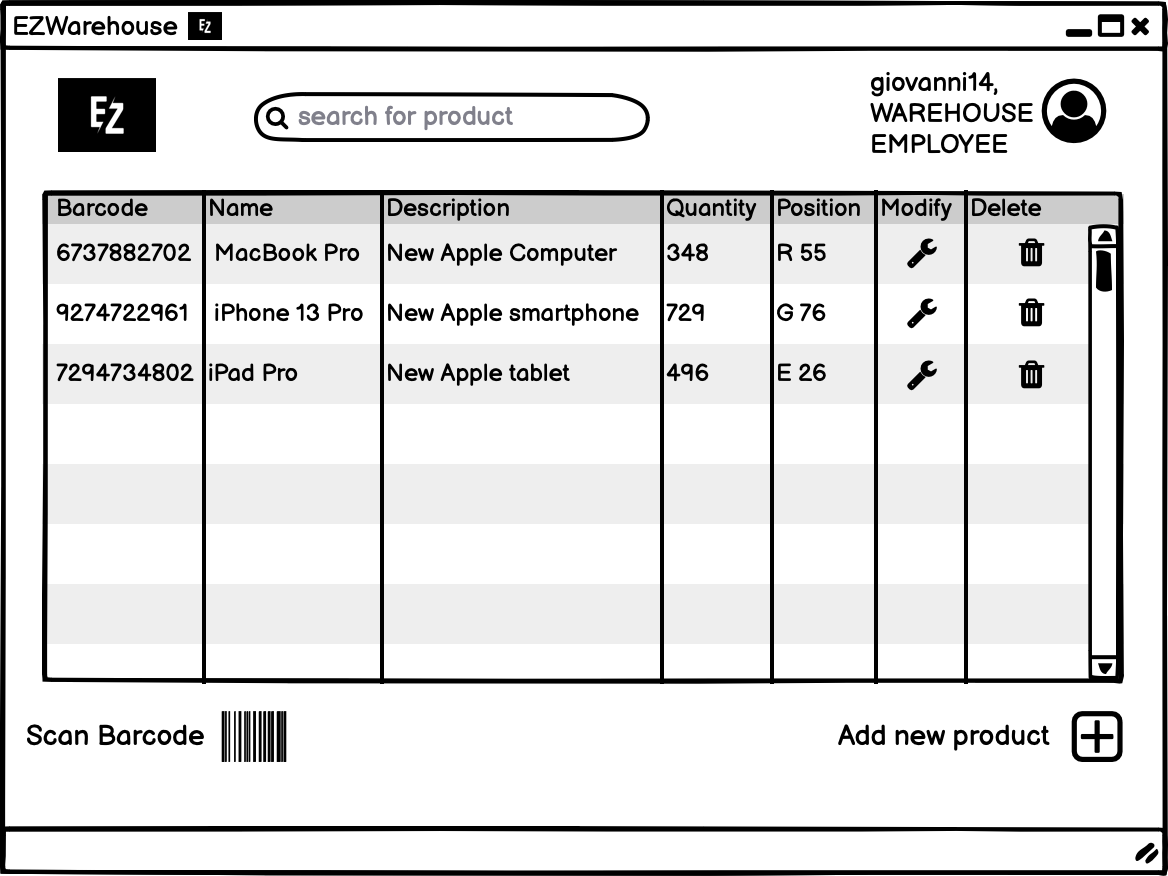 EZWarehouse EZ
EZ
search for product
giovanni14,
WAREHOUSE
EMPLOYEE
Barcode Name Description Quantity Position Modify Delete
6737882702 MacBook Pro New Apple Computer 348 R 55
9274722961 iPhone 13 Pro New Apple smartphone 729 G 76
7294734802 iPad Pro New Apple tablet 496 E 26
Scan Barcode Add new product